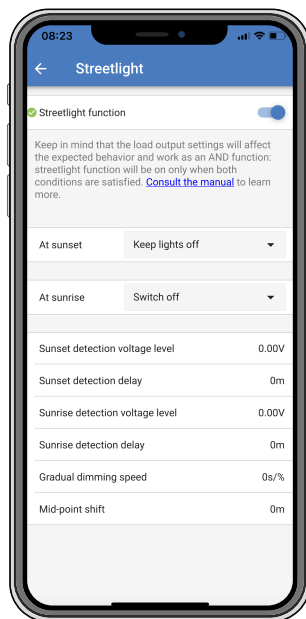 08:23
Streetlight
Streetlight function
Keep in mind that the load output settings will affect
the expected behavior and work as an AND function:
streetlight function will be on only when both
conditions are satisfied. Consult the manual to learn
more.
At sunset Keep lights off
At sunrise Switch off
Sunset detection voltage level 0.00V
Sunset detection delay 0m
Sunrise detection voltage level 0.00V
Sunrise detection delay 0m
Gradual dimming speed 0s/%
Mid-point shift 0m